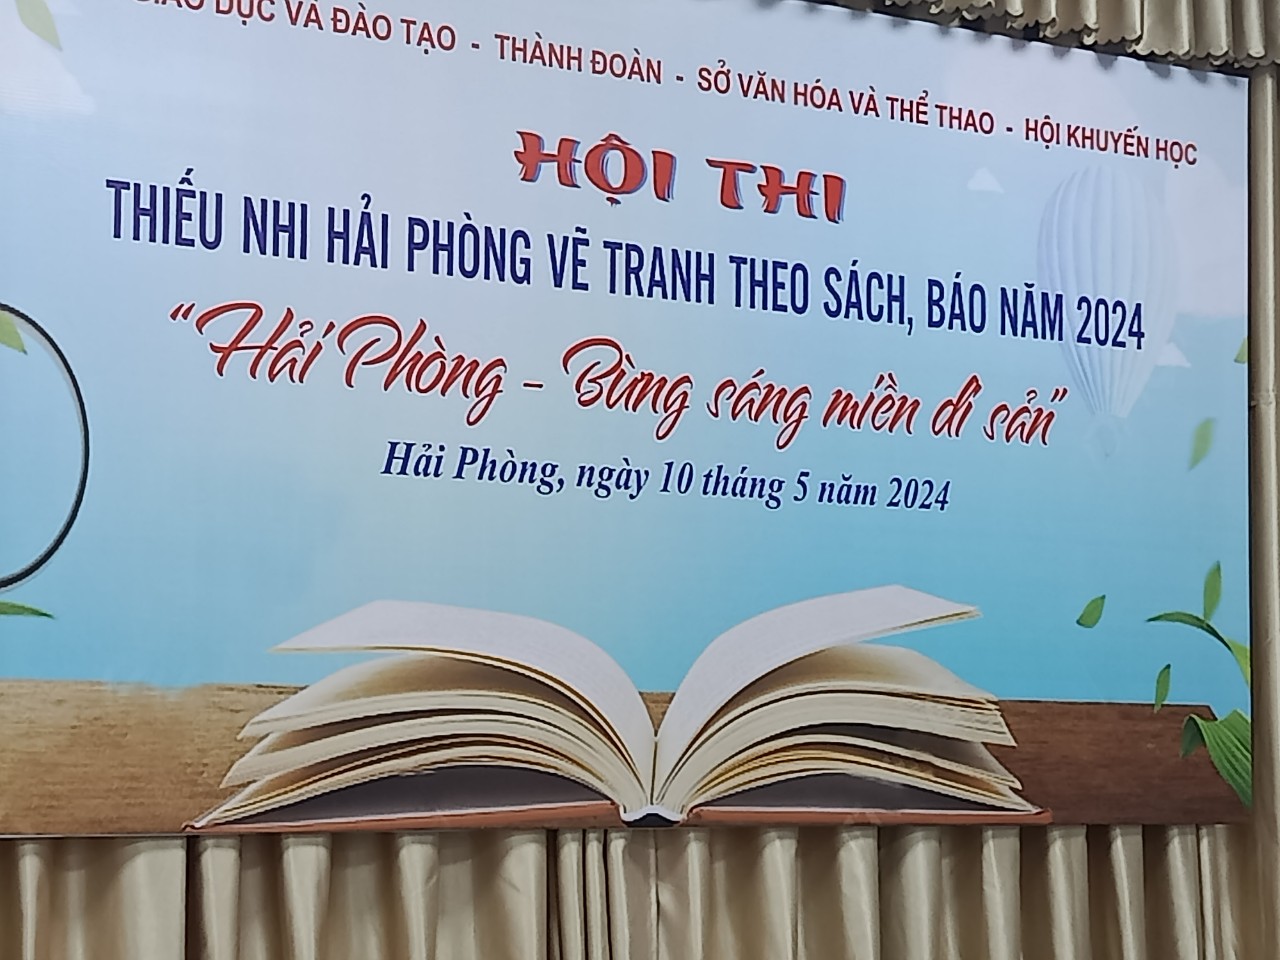 GIÁO DỤC VÀ ĐÀO TẠO - THÀNH ĐOÀN - SỞ VĂN HÓA VÀ THỂ THAO - HỘI KHUYẾN HỌC
HỘI THI
THIẾU NHI HẢI PHÒNG VẼ TRANH THEO SÁCH, BÁO NĂM 2024
“Hải Phòng - Bừng sáng miền di sản”
Hải Phòng, ngày 10 tháng 5 năm 2024